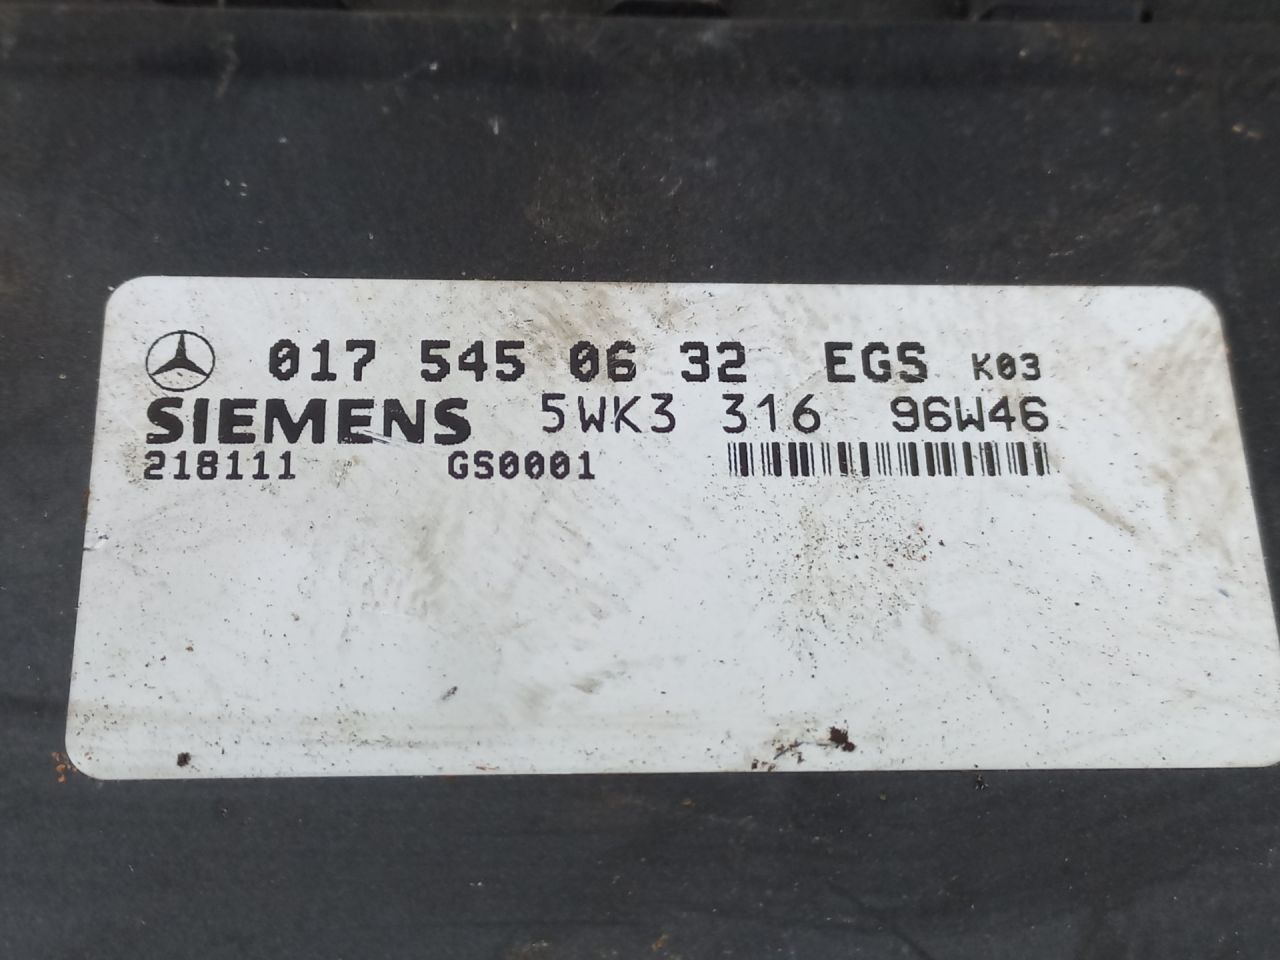 017 545 06 32 EGS K03
SIEMENS 5WK3 316 96W46
218111 GS0001